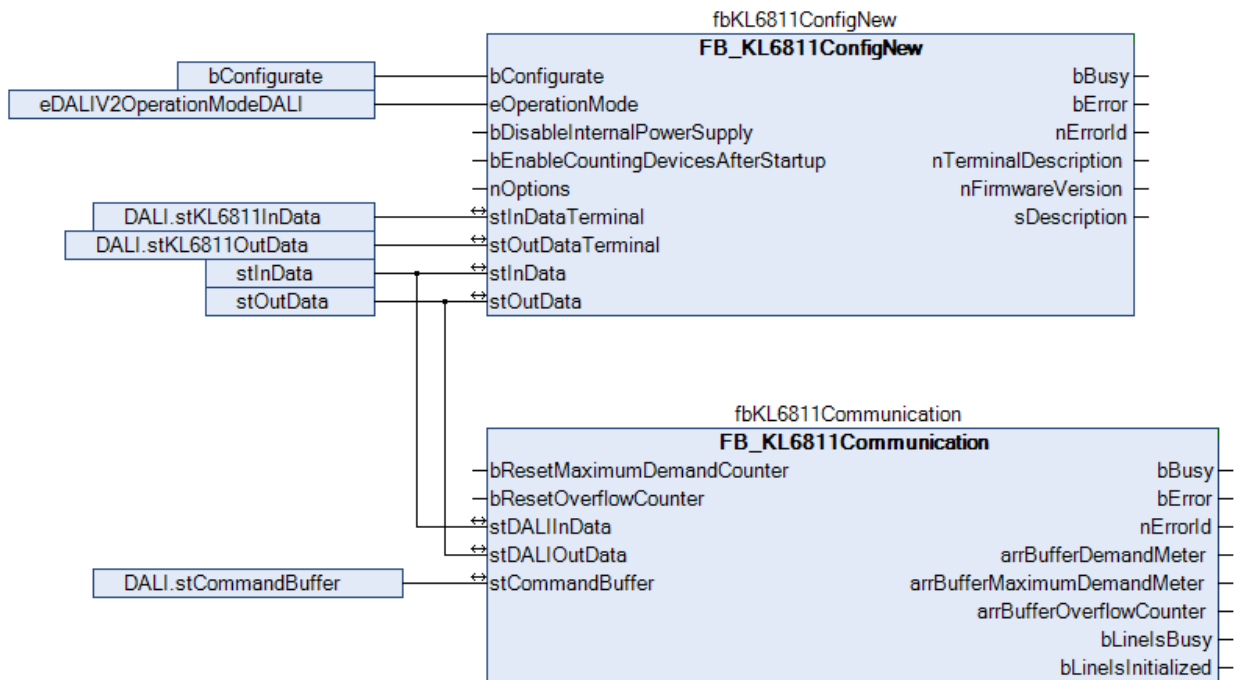 fbKL6811ConfigNew
FB_KL6811ConfigNew
bConfigurate bConfigurate bBusy
eDALIV2OperationModeDALI eOperationMode bError
bDisableInternalPowerSupply nErrorId
bEnableCountingDevicesAfterStartup nTerminalDescription
nOptions nFirmwareVersion
DALI.stKL6811InData stInDataTerminal sDescription
DALI.stKL6811OutData stOutDataTerminal
stInData stInData
stOutData stOutData
fbKL6811Communication
FB_KL6811Communication
bResetMaximumDemandCounter bBusy
bResetOverflowCounter bError
stDALIInData nErrorId
stDALIOutData arrBufferDemandMeter
DALI.stCommandBuffer stCommandBuffer arrBufferMaximumDemandMeter
arrBufferOverflowCounter
bLineIsBusy
bLineIsInitialized